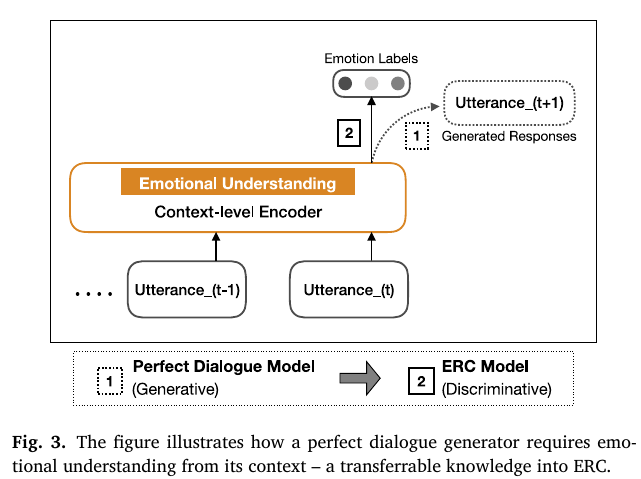 Emotion Labels
Utterance_(t+1)
2
1
Generated Responses
Emotional Understanding
Context-level Encoder
....
Utterance_(t-1)
Utterance_(t)
1
Perfect Dialogue Model
(Generative)
2
ERC Model
(Discriminative)
Fig. 3. The figure illustrates how a perfect dialogue generator requires emo-
tional understanding from its context – a transferrable knowledge into ERC.